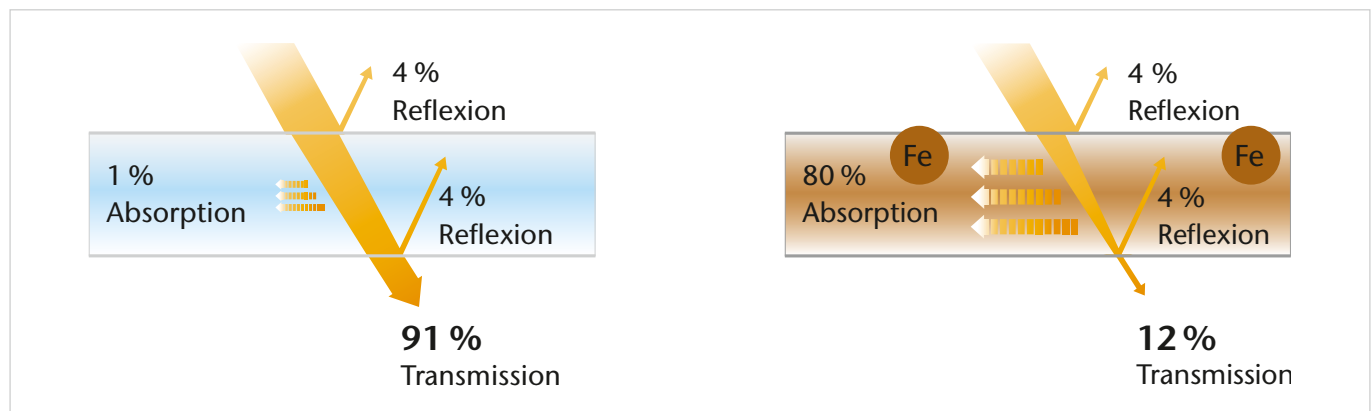 4 %
Reflexion
1 %
Absorption
4 %
Reflexion
91 %
Transmission
4 %
Reflexion
Fe
Fe
80 %
Absorption
4 %
Reflexion
12 %
Transmission